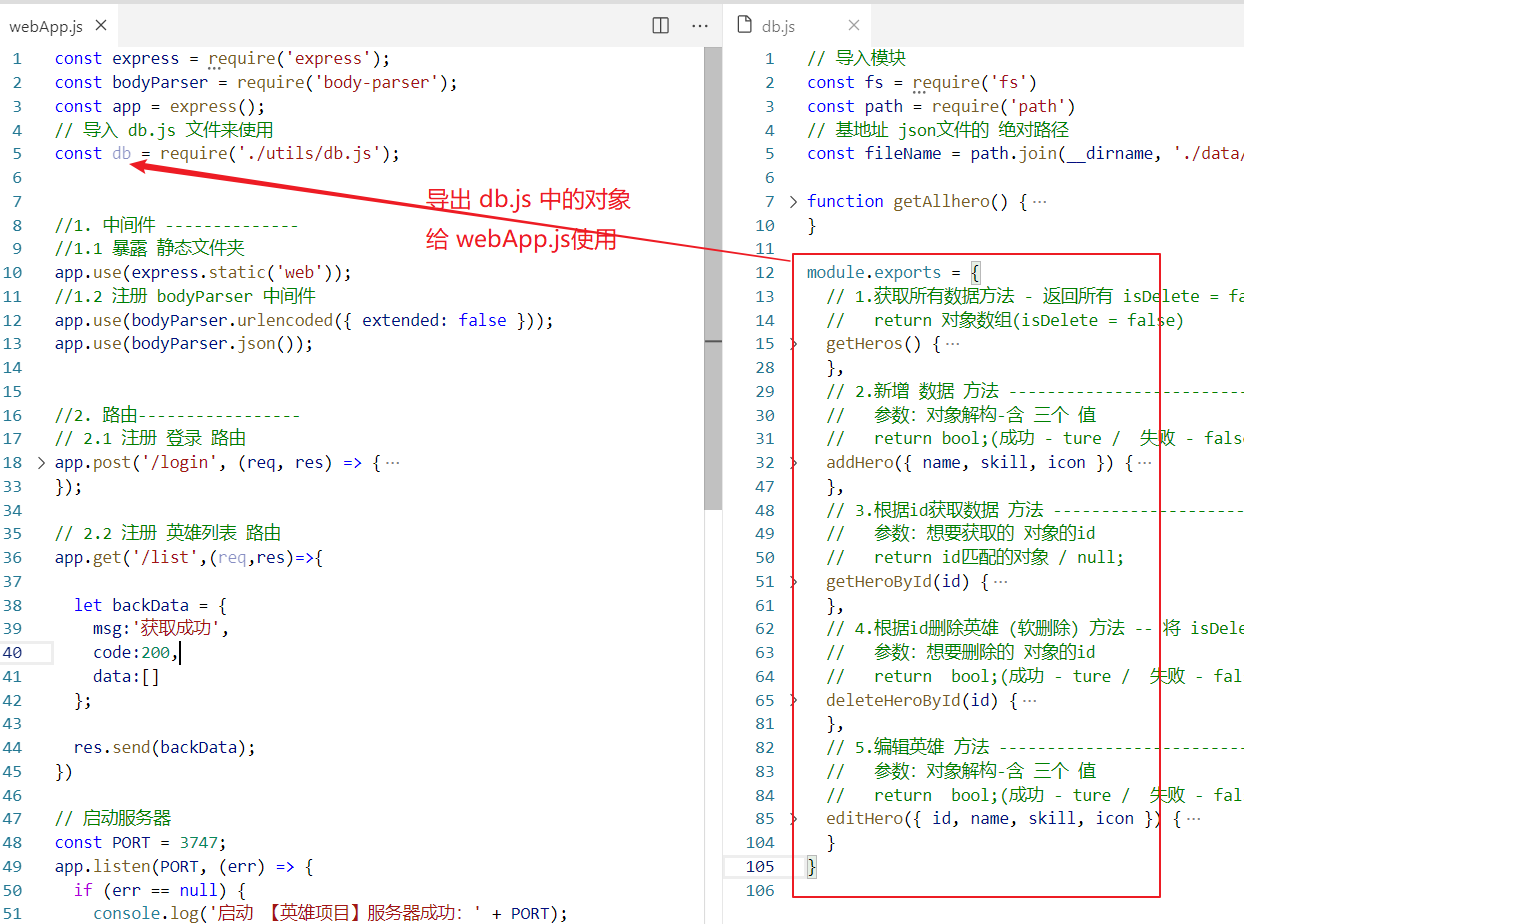 webApp.js
1 const express = require('express');
2 const bodyParser = require('body-parser');
3 const app = express();
4 // 导入 db.js 文件来使用
5 const db = require('./utils/db.js');
6
7
8 //1. 中间件 --------------
9 //1.1 暴露 静态文件夹
10 app.use(express.static('web'));
11 //1.2 注册 bodyParser 中间件
12 app.use(bodyParser.urlencoded({ extended: false }));
13 app.use(bodyParser.json());
14
15
16 //2. 路由-----------------
17 // 2.1 注册 登录 路由
18 app.post('/login', (req, res) => {···
33 });
34
35 // 2.2 注册 英雄列表 路由
36 app.get('/list',(req,res)=>{
37
38 let backData = {
39 msg:'获取成功',
40 code:200,
41 data:[]
42 };
43
44 res.send(backData);
45 })
46
47 // 启动服务器
48 const PORT = 3747;
49 app.listen(PORT, (err) => {
50 if (err == null) {
51 console.log('启动 【英雄项目】服务器成功: ' + PORT);
导出 db.js 中的对象
给 webApp.js使用
db.js
1 // 导入模块
2 const fs = require('fs')
3 const path = require('path')
4 // 基地址 json文件的 绝对路径
5 const fileName = path.join(__dirname, './data/
6
7 function getAllhero() {···
10 }
11
12 module.exports = {
13 // 1.获取所有数据方法 - 返回所有 isDelete = fa
14 // return 对象数组(isDelete = false)
15 getHeros() {···
28 },
29 // 2.新增 数据 方法 -------------------------
30 // 参数: 对象解构-含 三个 值
31 // return bool;(成功 - ture / 失败 - false
32 addHero({ name, skill, icon }) {···
47 },
48 // 3.根据id获取数据 方法 --------------------
49 // 参数: 想要获取的 对象的id
50 // return id匹配的对象 / null;
51 getHeroById(id) {···
61 },
62 // 4.根据id删除英雄 (软删除) 方法 -- 将 isDele
63 // 参数: 想要删除的 对象的id
64 // return bool;(成功 - ture / 失败 - fal
65 deleteHeroById(id) {···
81 },
82 // 5.编辑英雄 方法 --------------------------
83 // 参数: 对象解构-含 三个 值
84 // return bool;(成功 - ture / 失败 - fal
85 editHero({ id, name, skill, icon }) {···
104 }
105 }
106